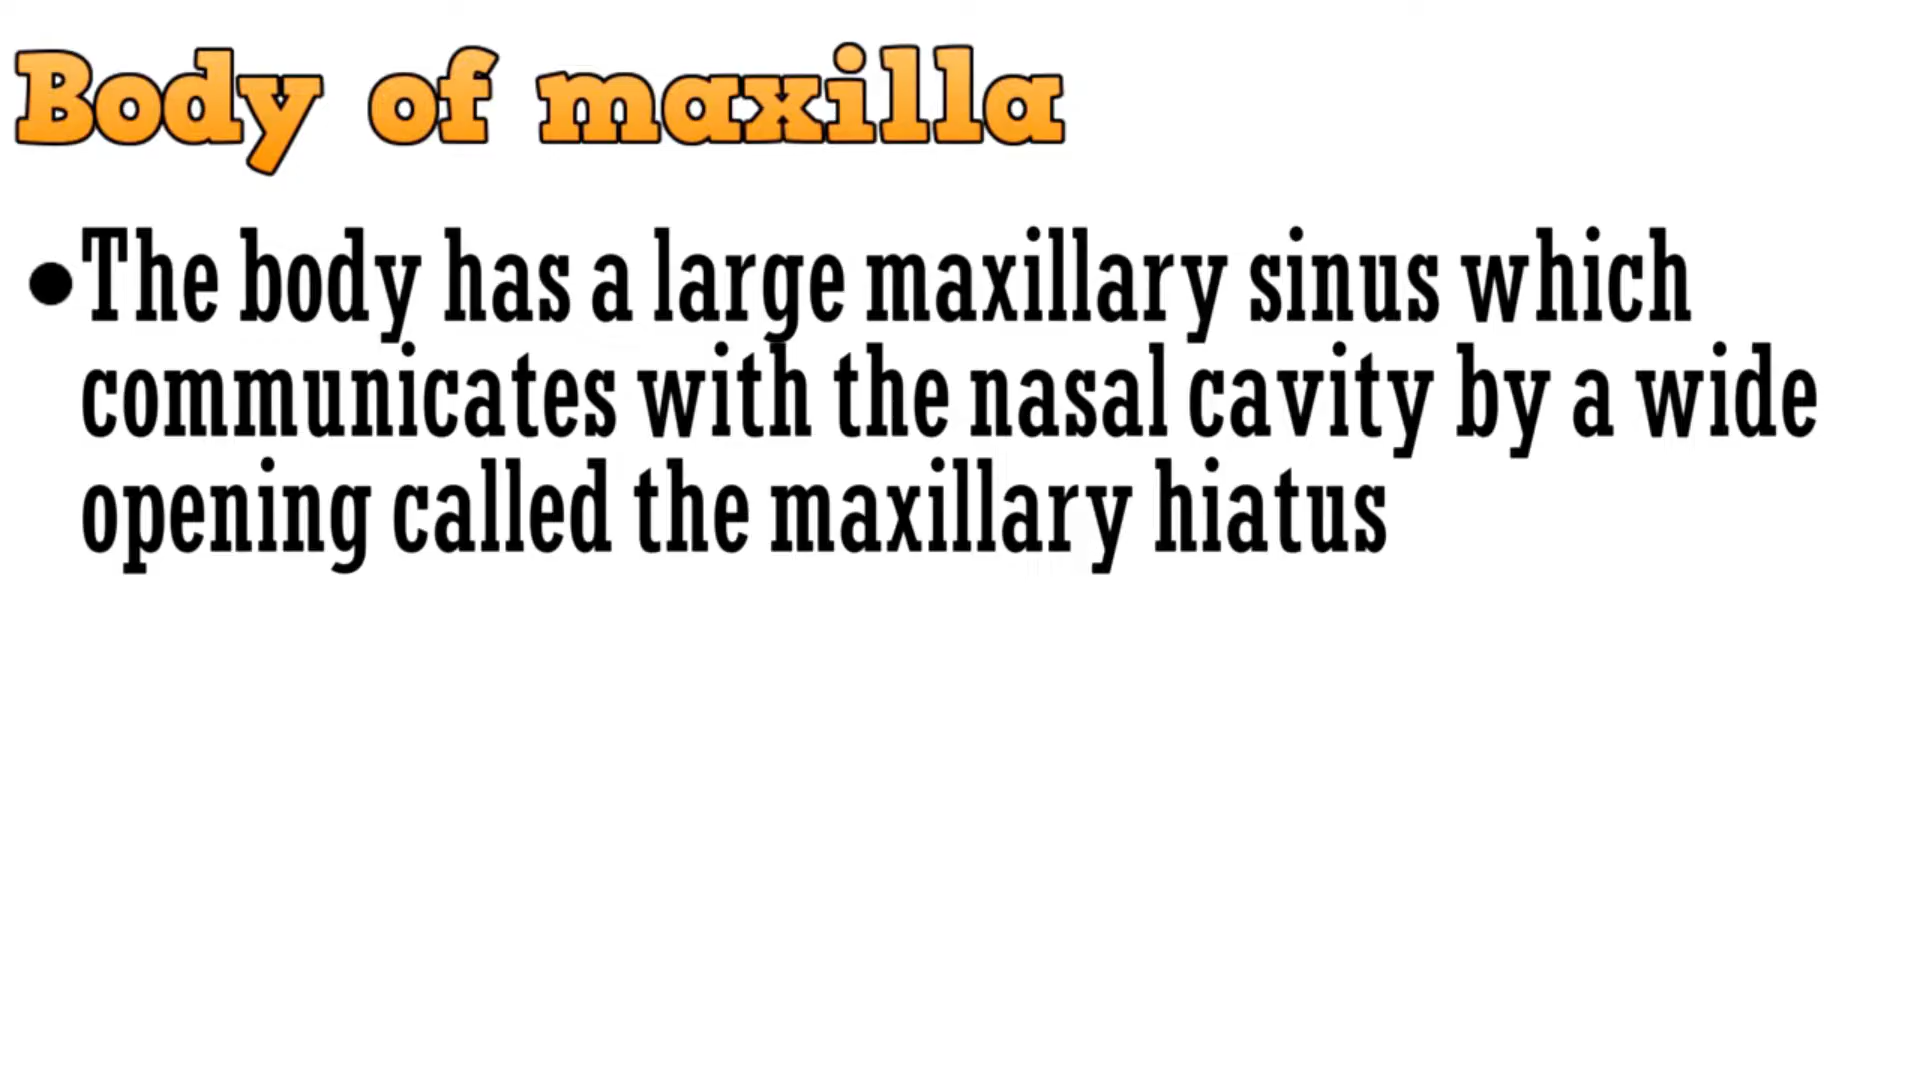 Body of maxilla
•The body has a large maxillary sinus which
communicates with the nasal cavity by a wide
opening called the maxillary hiatus